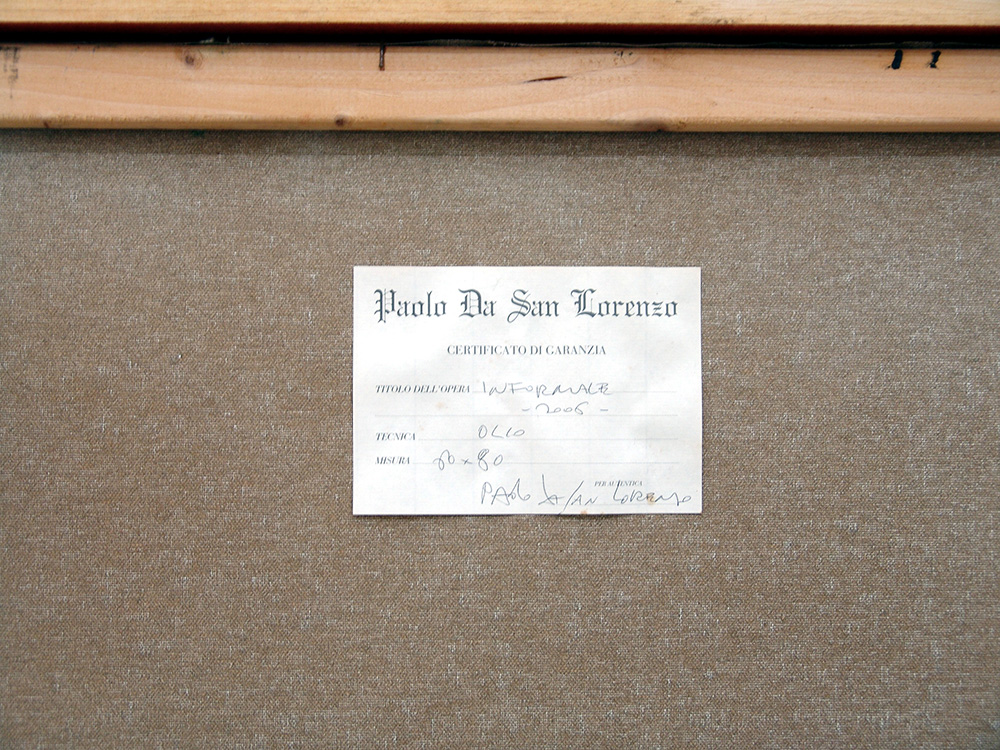 Paolo Da San Lorenzo
CERTIFICATO DI GARANZIA
TITOLO DELL'OPERA INFORMALE
- 2006 -
TECNICA OLIO
MISURA x 80
PER AUTENTICA
PAOLO DA SAN LORENZO